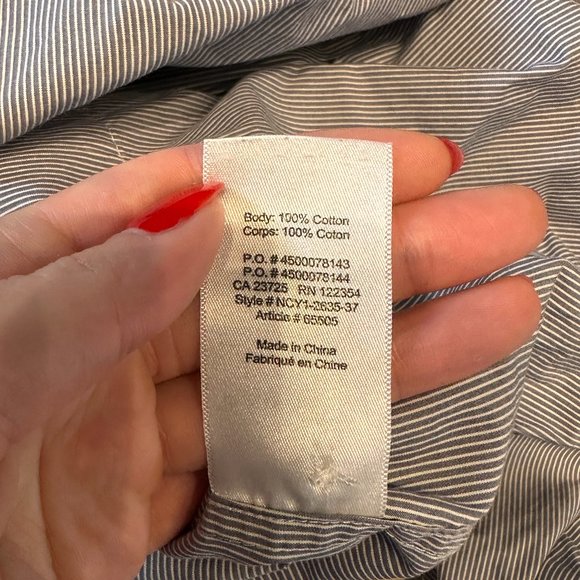 Body: 100% Cotton
Corps: 100% Coton
P.O. # 4500078143
P.O. # 4500078144
CA 23725 RN 122354
Style # NCY1-2635-37
Article # 65505
Made in China
Fabriqué en Chine